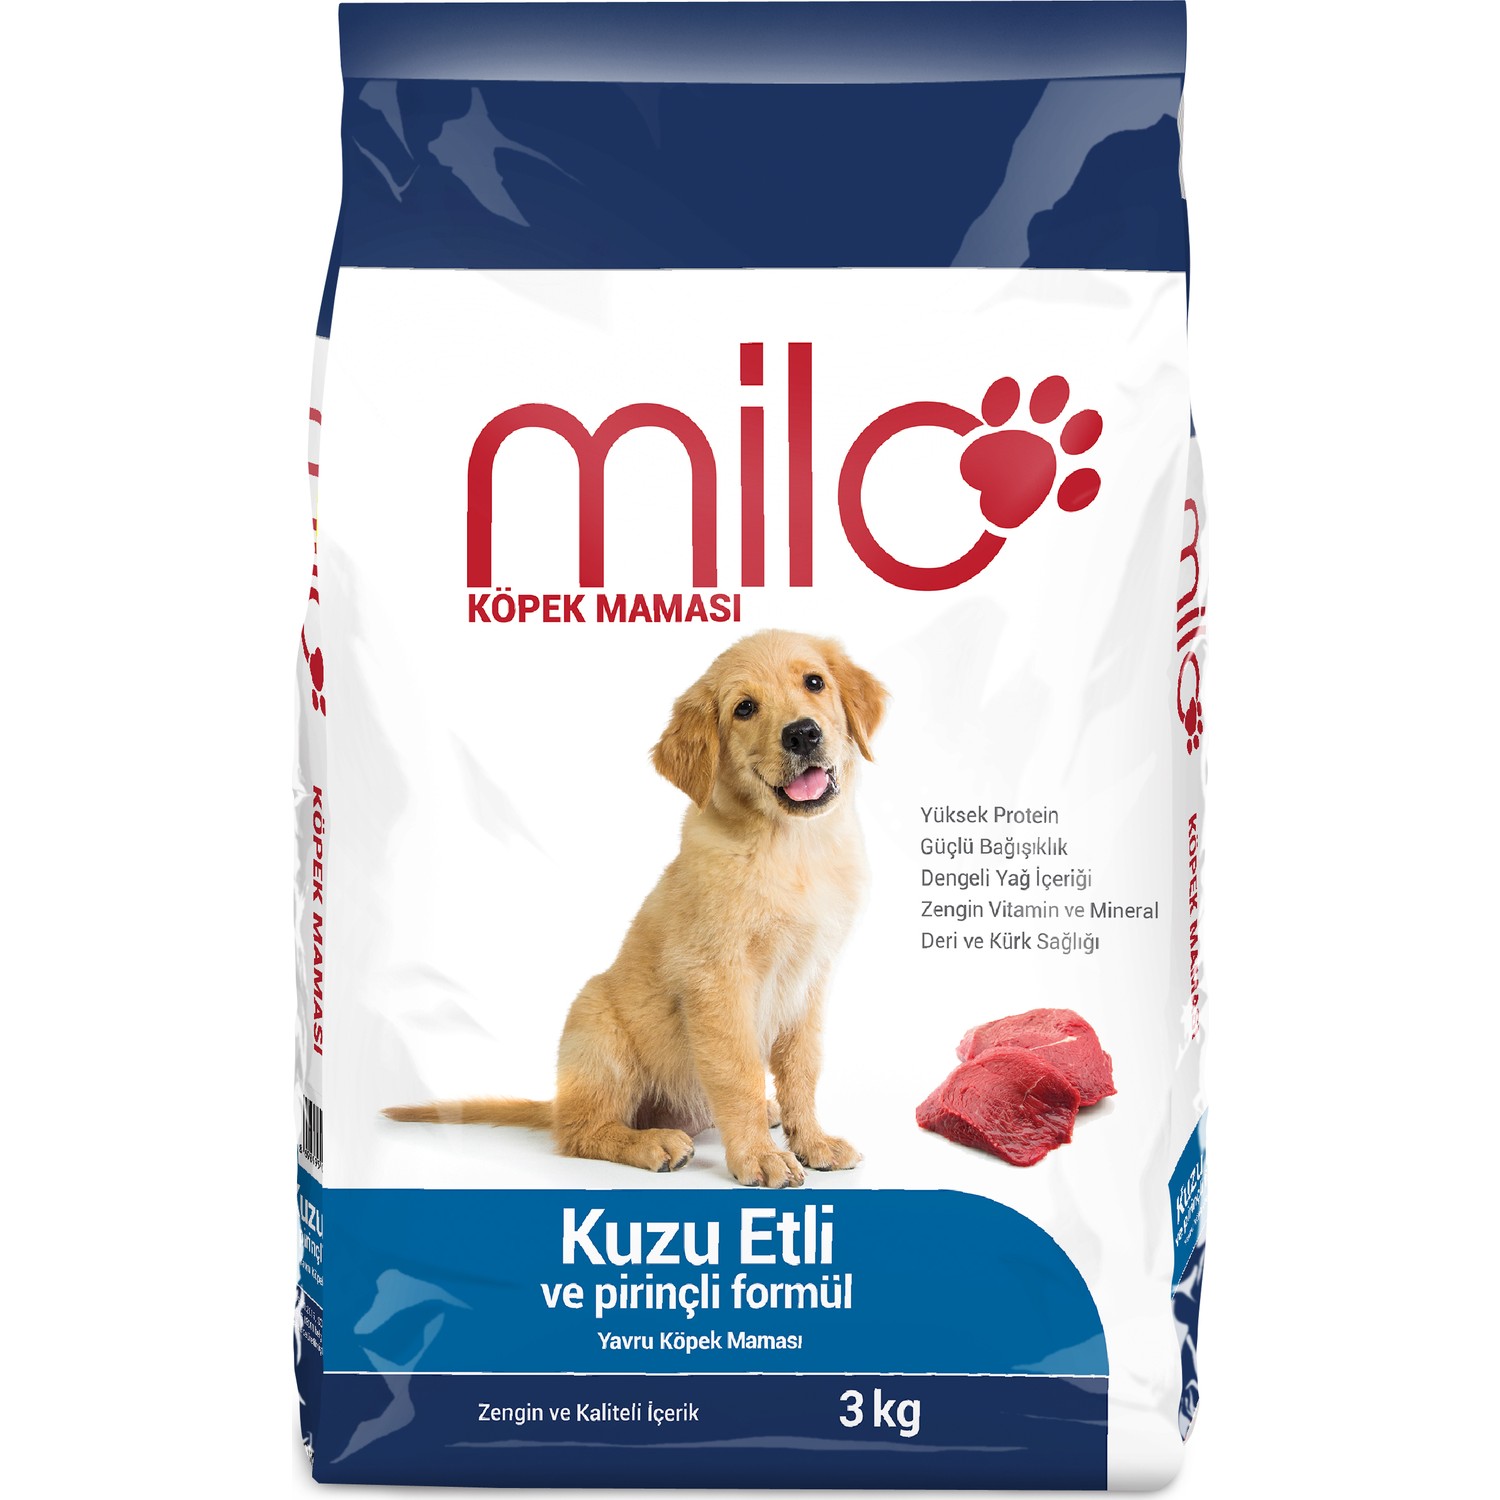 milo
KÖPEK MAMASI
Yüksek Protein
Güçlü Bağışıklık
Dengeli Yağ İçeriği
Zengin Vitamin ve Mineral
Deri ve Kürk Sağlığı
Kuzu Etli
ve pirinçli formül
Yavru Köpek Maması
Zengin ve Kaliteli İçerik
3 kg
KÖPEK MAMASI
milo
KÖPEK MAMASI
Kuzu